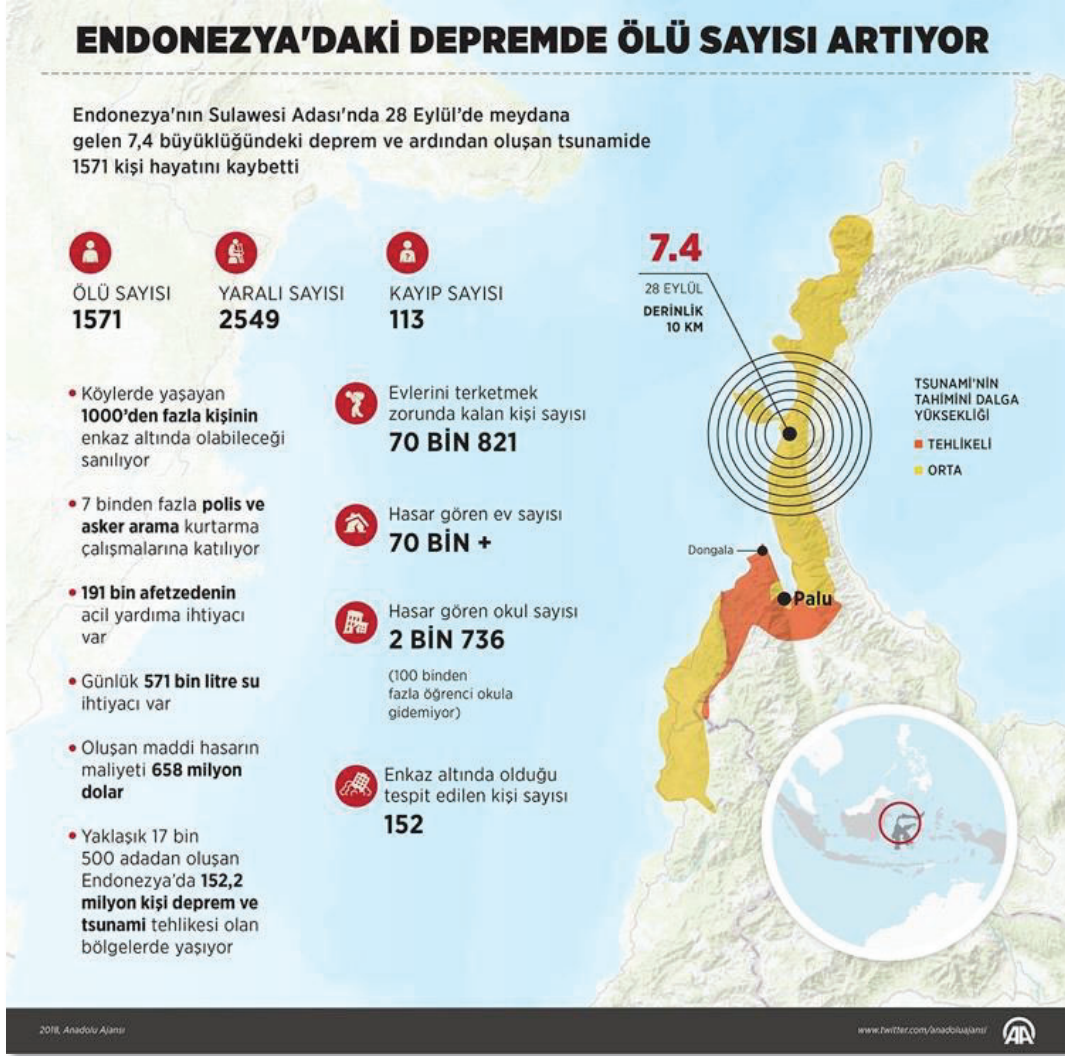 ENDONEZYA'DAKİ DEPREMDE ÖLÜ SAYISI ARTIYOR
Endonezya'nın Sulawesi Adası'nda 28 Eylül'de meydana
gelen 7,4 büyüklüğündeki deprem ve ardından oluşan tsunamide
1571 kişi hayatını kaybetti
ÖLÜ SAYISI
1571
YARALI SAYISI
2549
KAYIP SAYISI
113
• Köylerde yaşayan
1000'den fazla kişinin
enkaz altında olabileceği
sanılıyor
• 7 binden fazla polis ve
asker arama kurtarma
çalışmalarına katılıyor
• 191 bin afetzedenin
acil yardıma ihtiyacı
var
• Günlük 571 bin litre su
ihtiyacı var
• Oluşan maddi hasarın
maliyeti 658 milyon
dolar
• Yaklaşık 17 bin
500 adadan oluşan
Endonezya'da 152,2
milyon kişi deprem ve
tsunami tehlikesi olan
bölgelerde yaşıyor
Evlerini terketmek
zorunda kalan kişi sayısı
70 BİN 821
Hasar gören ev sayısı
70 BİN +
Hasar gören okul sayısı
2 BİN 736
(100 binden
fazla öğrenci okula
gidemiyor)
Enkaz altında olduğu
tespit edilen kişi sayısı
152
7.4
28 EYLÜL
DERİNLİK
10 KM
TSUNAMİ'NİN
TAHİMİNİ DALGA
YÜKSEKLİĞİ
TEHLİKELİ
ORTA
Dongala
Palu
2018, Anadolu Ajansı
www.twitter.com/anadoluajansi
AA